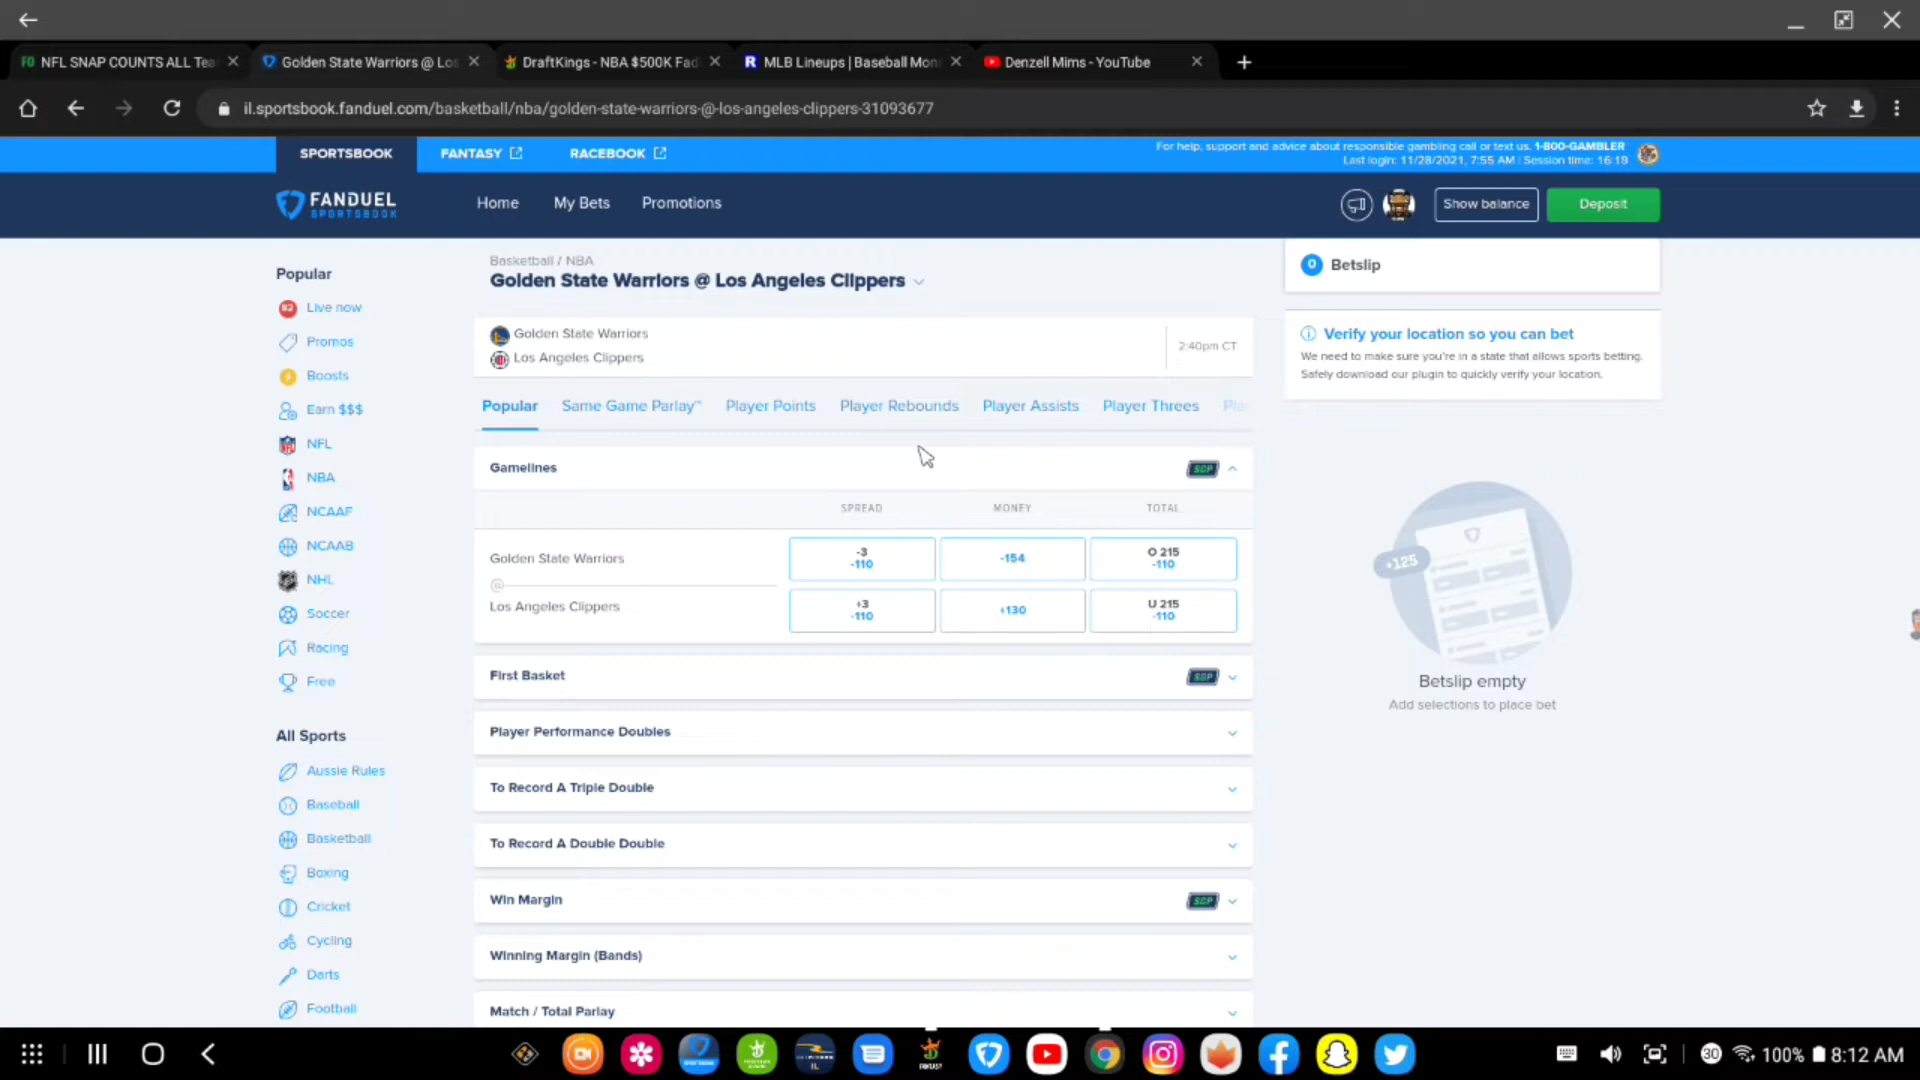 NFL SNAP COUNTS ALL Tea
Golden State Warriors @ Los
DraftKings - NBA $500K Fad
MLB Lineups | Baseball Mon
Denzell Mims - YouTube
il.sportsbook.fanduel.com/basketball/nba/golden-state-warriors-@-los-angeles-clippers-31093677
SPORTSBOOK
FANTASY
RACEBOOK
For help, support and advice about responsible gambling call or text us. 1-800-GAMBLER
Last login: 11/28/2021, 7:55 AM | Session time: 16:18
FANDUEL
SPORTSBOOK
Home
My Bets
Promotions
Show balance
Deposit
Popular
Live now
Promos
Boosts
Earn $$$
NFL
NBA
NCAAF
NCAAB
NHL
Soccer
Racing
Free
All Sports
Aussie Rules
Baseball
Basketball
Boxing
Cricket
Cycling
Darts
Football
Basketball / NBA
Golden State Warriors @ Los Angeles Clippers
Golden State Warriors
Los Angeles Clippers
2:40pm CT
Popular
Same Game Parlay™
Player Points
Player Rebounds
Player Assists
Player Threes
Pla
Gamelines
SGP
SPREAD
MONEY
TOTAL
Golden State Warriors
-3
-110
-154
O 215
-110
@
Los Angeles Clippers
+3
-110
+130
U 215
-110
First Basket
SGP
Player Performance Doubles
To Record A Triple Double
To Record A Double Double
Win Margin
SGP
Winning Margin (Bands)
Match / Total Parlay
0
Betslip
Verify your location so you can bet
We need to make sure you're in a state that allows sports betting.
Safely download our plugin to quickly verify your location.
+125
Betslip empty
Add selections to place bet
30
100%
8:12 AM